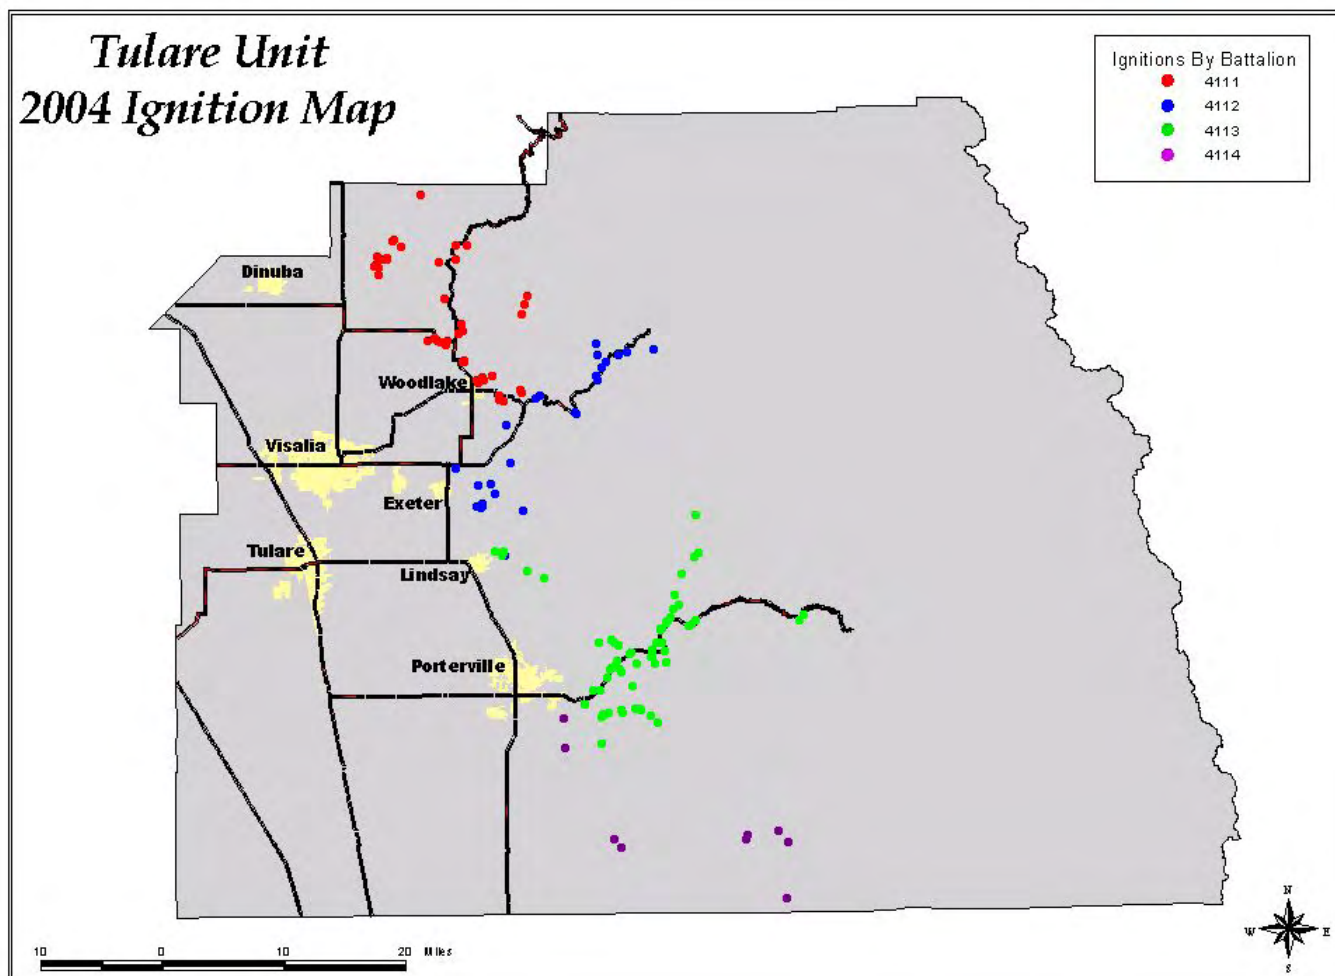 Tulare Unit
2004 Ignition Map
Ignitions By Battalion
4111
4112
4113
4114
Dinuba
Woodlake
Visalia
Exeter
Tulare
Lindsay
Porterville
10 0 10 20 Miles
N
W E
S